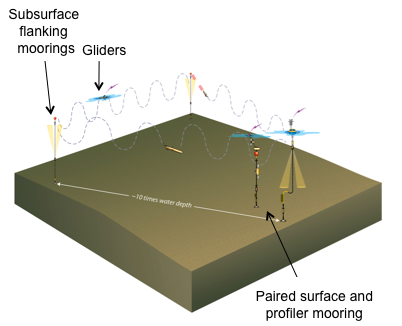 Subsurface
flanking
moorings
Gliders
~10 times water depth
Paired surface and
profiler mooring